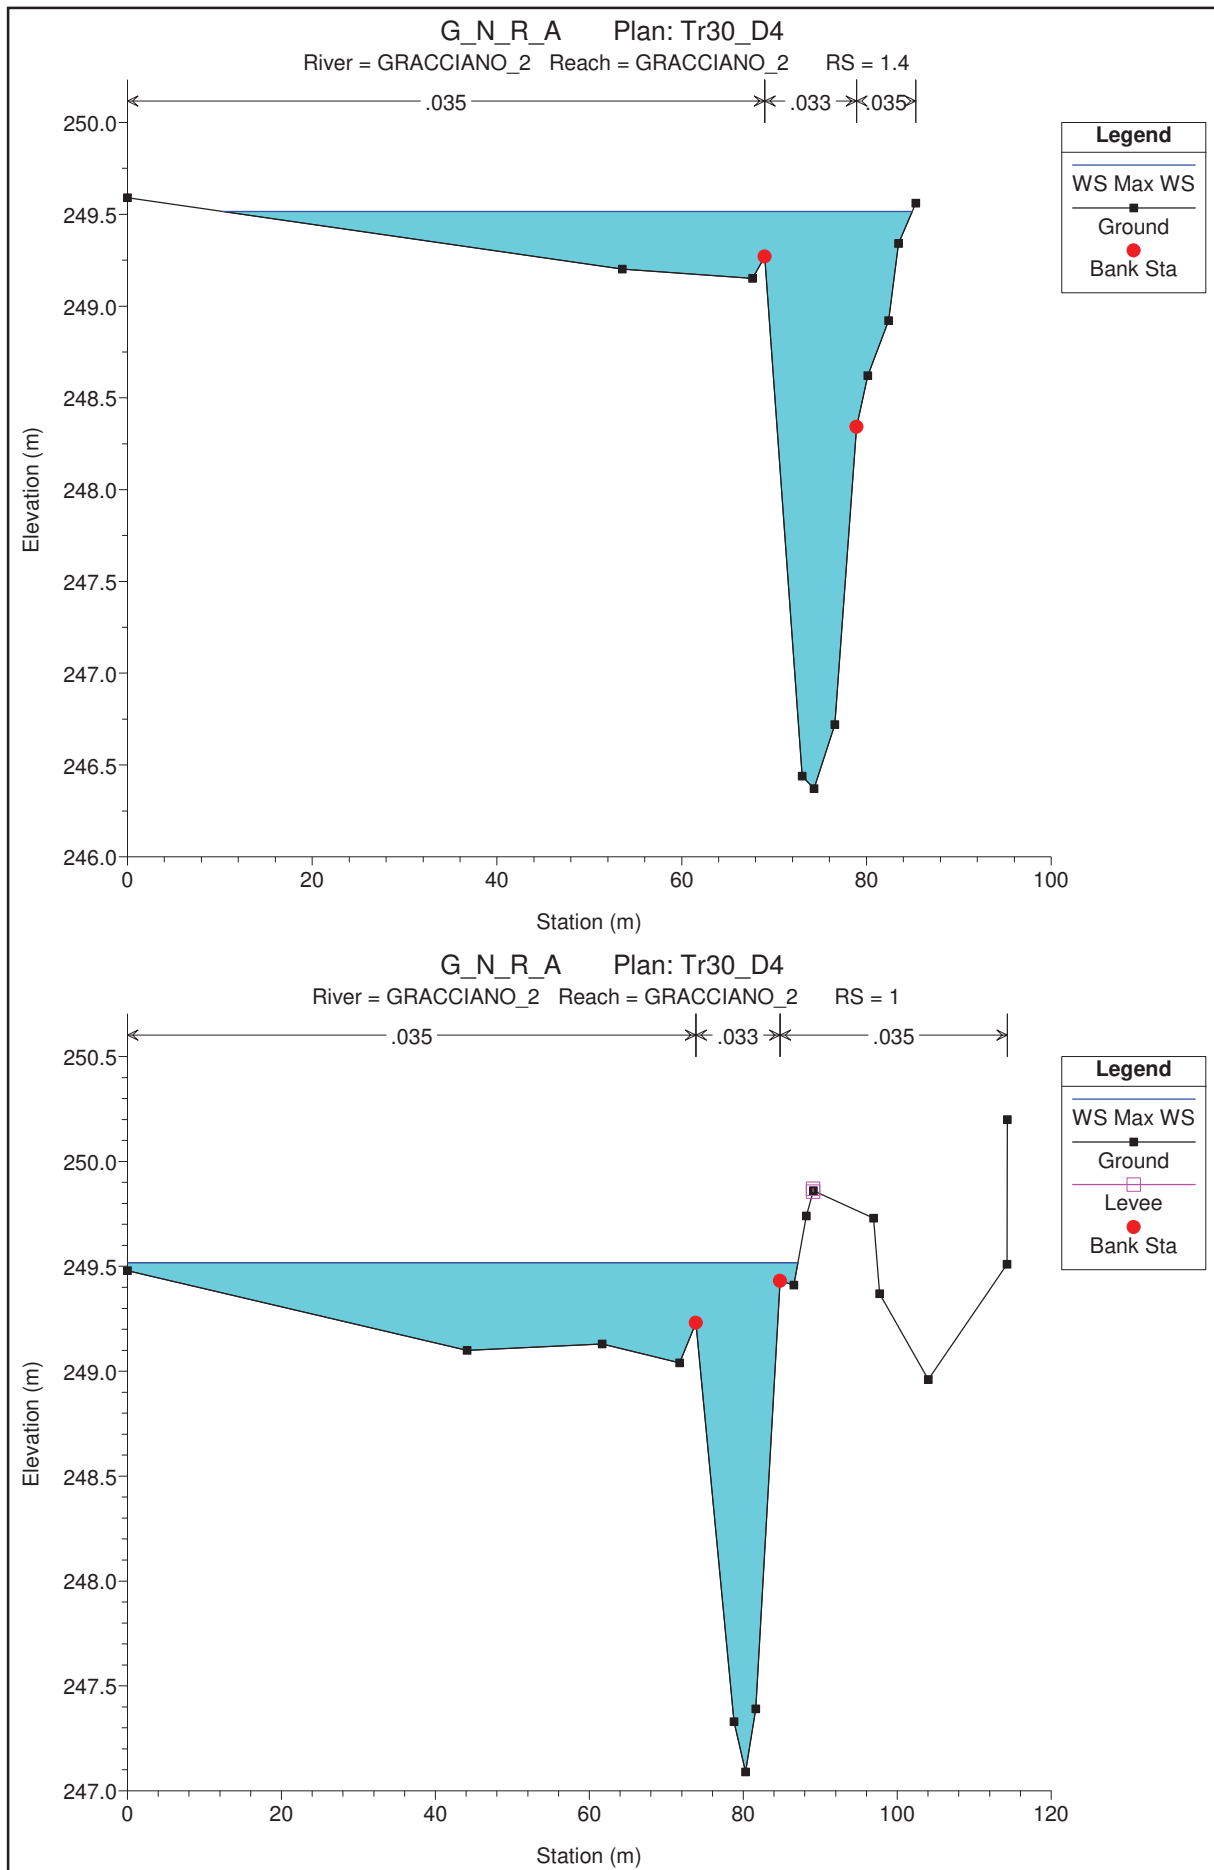 G_N_R_A Plan: Tr30_D4
River = GRACCIANO_2 Reach = GRACCIANO_2 RS = 1.4
.035 .033 .035
250.0
249.5
249.0
248.5
248.0
247.5
247.0
246.5
246.0
Elevation (m)
0 20 40 60 80 100
Station (m)
Legend
WS Max WS
Ground
Bank Sta
G_N_R_A Plan: Tr30_D4
River = GRACCIANO_2 Reach = GRACCIANO_2 RS = 1
.035 .033 .035
250.5
250.0
249.5
249.0
248.5
248.0
247.5
247.0
Elevation (m)
0 20 40 60 80 100 120
Station (m)
Legend
WS Max WS
Ground
Levee
Bank Sta